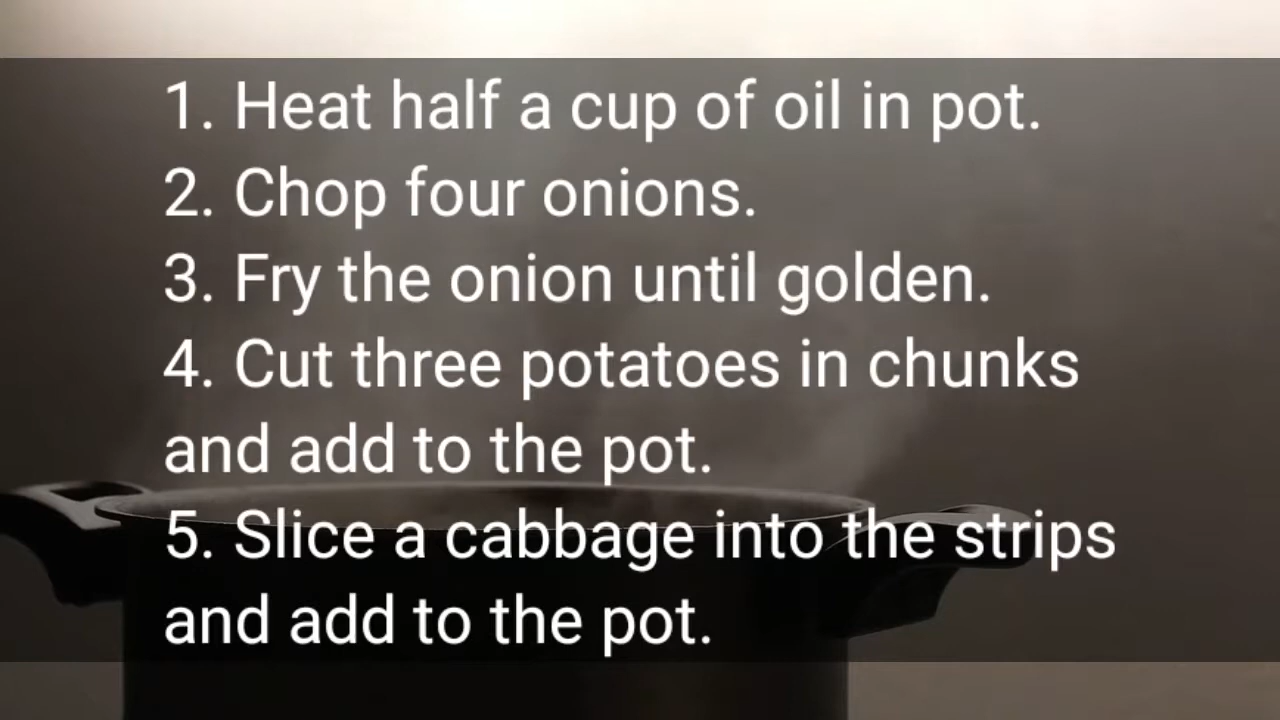 1. Heat half a cup of oil in pot.
2. Chop four onions.
3. Fry the onion until golden.
4. Cut three potatoes in chunks
and add to the pot.
5. Slice a cabbage into the strips
and add to the pot.